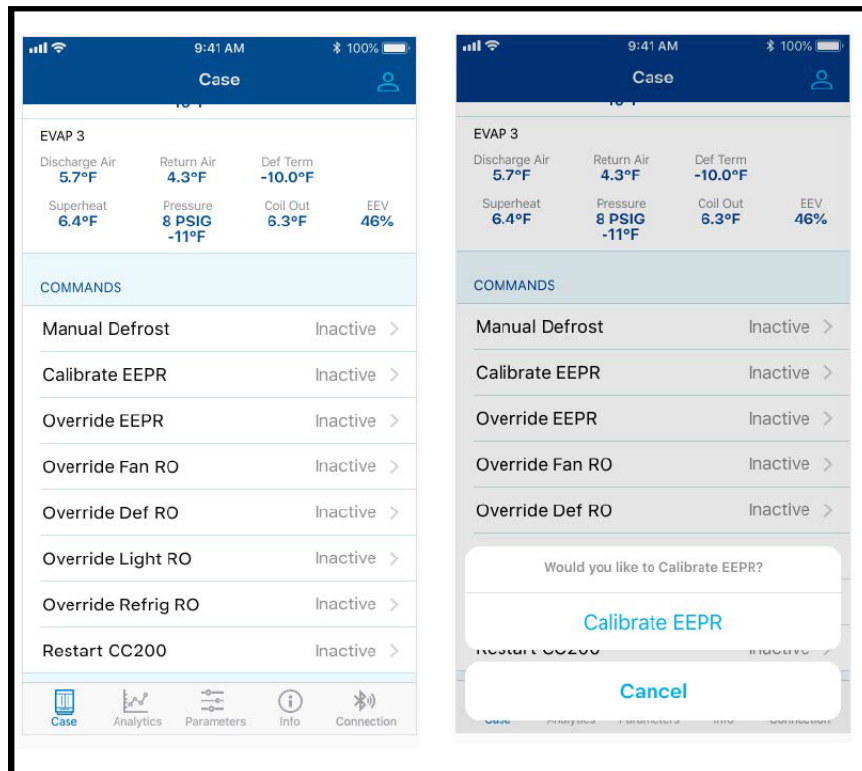 9:41 AM 100%
Case
EVAP 3
Discharge Air Return Air Def Term
5.7°F 4.3°F -10.0°F
Superheat Pressure Coil Out EEV
6.4°F 8 PSIG 6.3°F 46%
-11°F
COMMANDS
Manual Defrost Inactive
Calibrate EEPR Inactive
Override EEPR Inactive
Override Fan RO Inactive
Override Def RO Inactive
Override Light RO Inactive
Override Refrig RO Inactive
Restart CC200 Inactive
Case Analytics Parameters Info Connection
9:41 AM 100%
Case
EVAP 3
Discharge Air Return Air Def Term
5.7°F 4.3°F -10.0°F
Superheat Pressure Coil Out EEV
6.4°F 8 PSIG 6.3°F 46%
-11°F
COMMANDS
Manual Defrost Inactive
Calibrate EEPR Inactive
Override EEPR Inactive
Override Fan RO Inactive
Override Def RO Inactive
Would you like to Calibrate EEPR?
Calibrate EEPR
Restart CC200 Inactive
Cancel